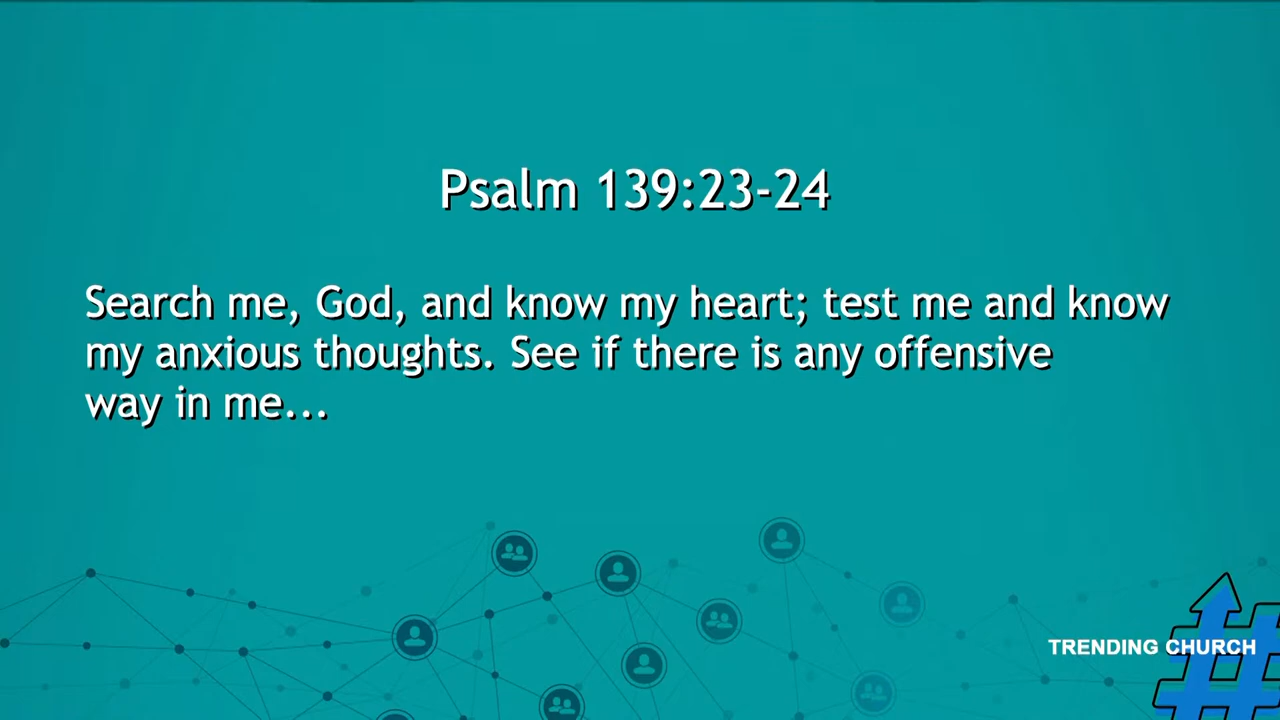 Psalm 139:23-24
Search me, God, and know my heart; test me and know
my anxious thoughts. See if there is any offensive
way in me...
TRENDING CHURCH